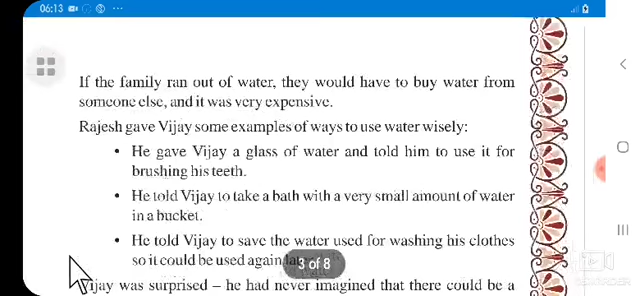 06:13
If the family ran out of water, they would have to buy water from
someone else, and it was very expensive.
Rajesh gave Vijay some examples of ways to use water wisely:
• He gave Vijay a glass of water and told him to use it for
brushing his teeth.
• He told Vijay to take a bath with a very small amount of water
in a bucket.
• He told Vijay to save the water used for washing his clothes
so it could be used again
3 of 8
Vijay was surprised – he had never imagined that there could be a